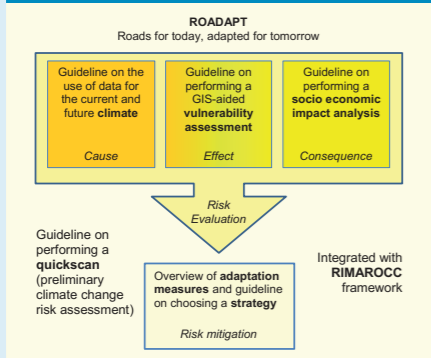 ROADAPT
Roads for today, adapted for tomorrow
Guideline on the
use of data for
the current and
future climate
Cause
Guideline on
performing a
GIS-aided
vulnerability
assessment
Effect
Guideline on
performing a
socio economic
impact analysis
Consequence
Risk
Evaluation
Guideline on
performing a
quickscan
(preliminary
climate change
risk assessment)
Overview of adaptation
measures and guideline
on choosing a strategy
Risk mitigation
Integrated with
RIMAROCC
framework